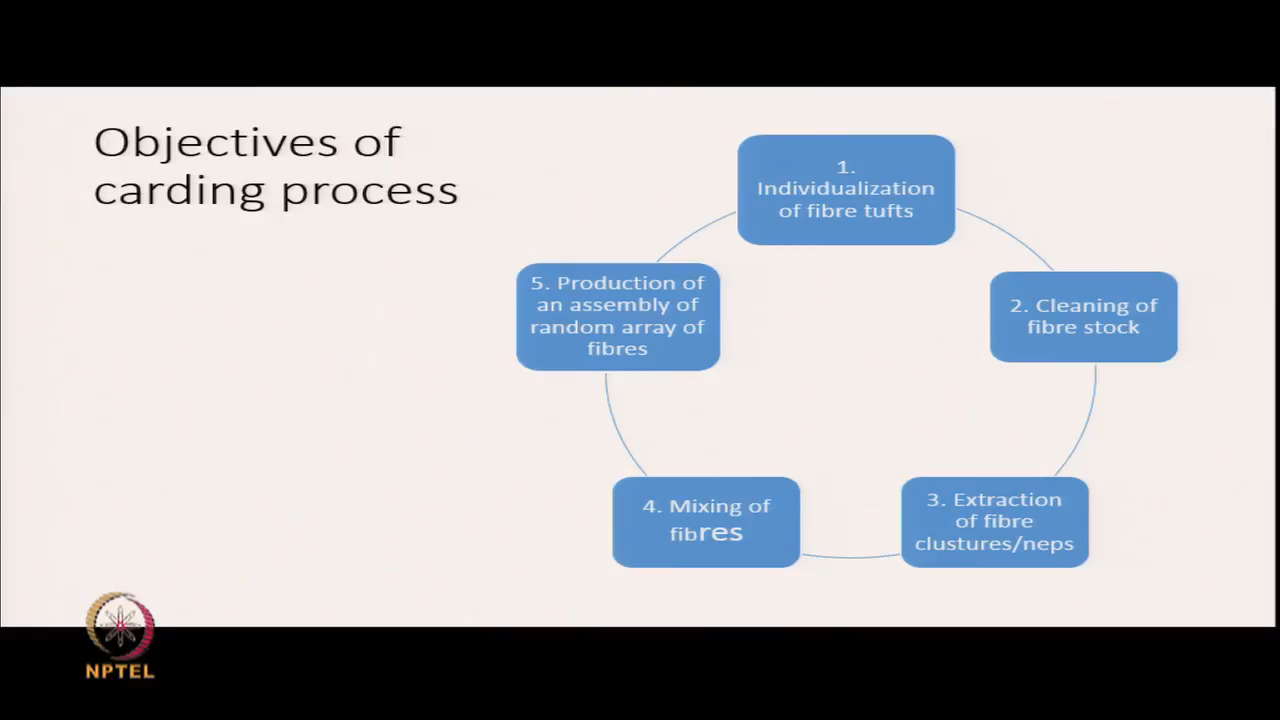 Objectives of
carding process
1.
Individualization
of fibre tufts
2. Cleaning of
fibre stock
3. Extraction
of fibre
clustures/neps
4. Mixing of
fibres
5. Production of
an assembly of
random array of
fibres
NPTEL